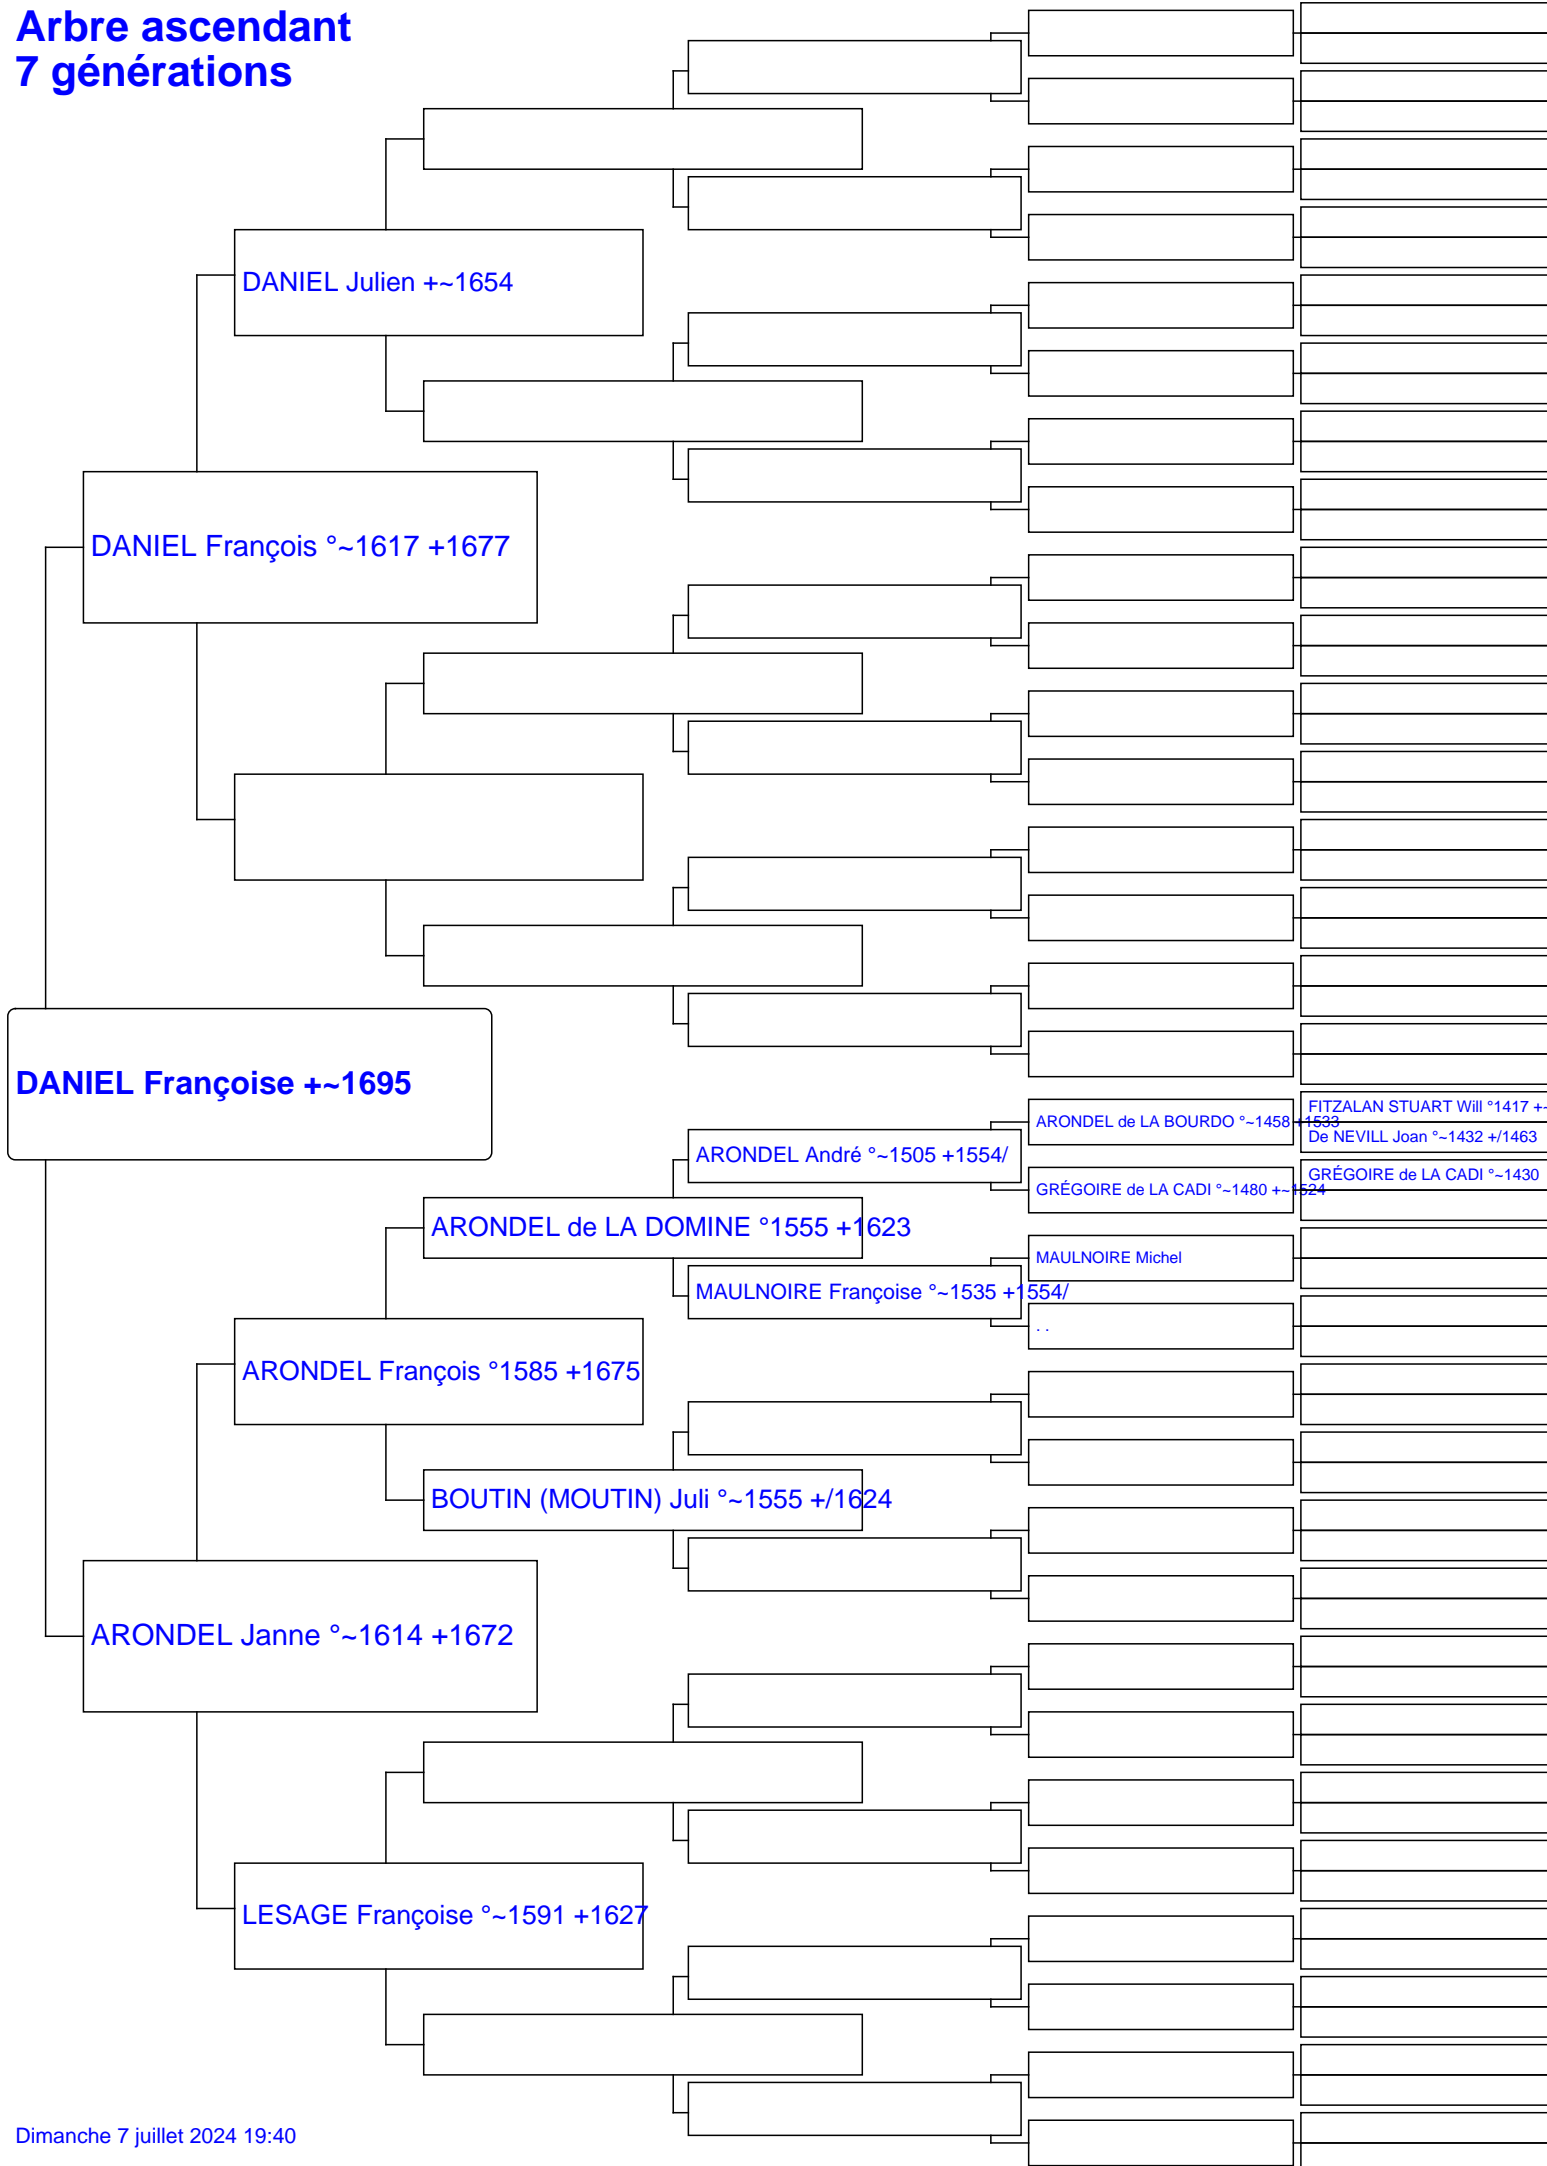 Arbre ascendant
7 générations
DANIEL Julien +~1654
DANIEL François °~1617 +1677
DANIEL Françoise +~1695
ARONDEL de LA BOURDO °~1458 +1533
FITZALAN STUART Will °1417 +~
De NEVILL Joan °~1432 +/1463
ARONDEL André °~1505 +1554/
GRÉGOIRE de LA CADI °~1480 +~1524
GRÉGOIRE de LA CADI °~1430
ARONDEL de LA DOMINE °1555 +1623
MAULNOIRE Michel
MAULNOIRE Françoise °~1535 +1554/
. .
ARONDEL François °1585 +1675
BOUTIN (MOUTIN) Juli °~1555 +/1624
ARONDEL Janne °~1614 +1672
LESAGE Françoise °~1591 +1627
Dimanche 7 juillet 2024 19:40